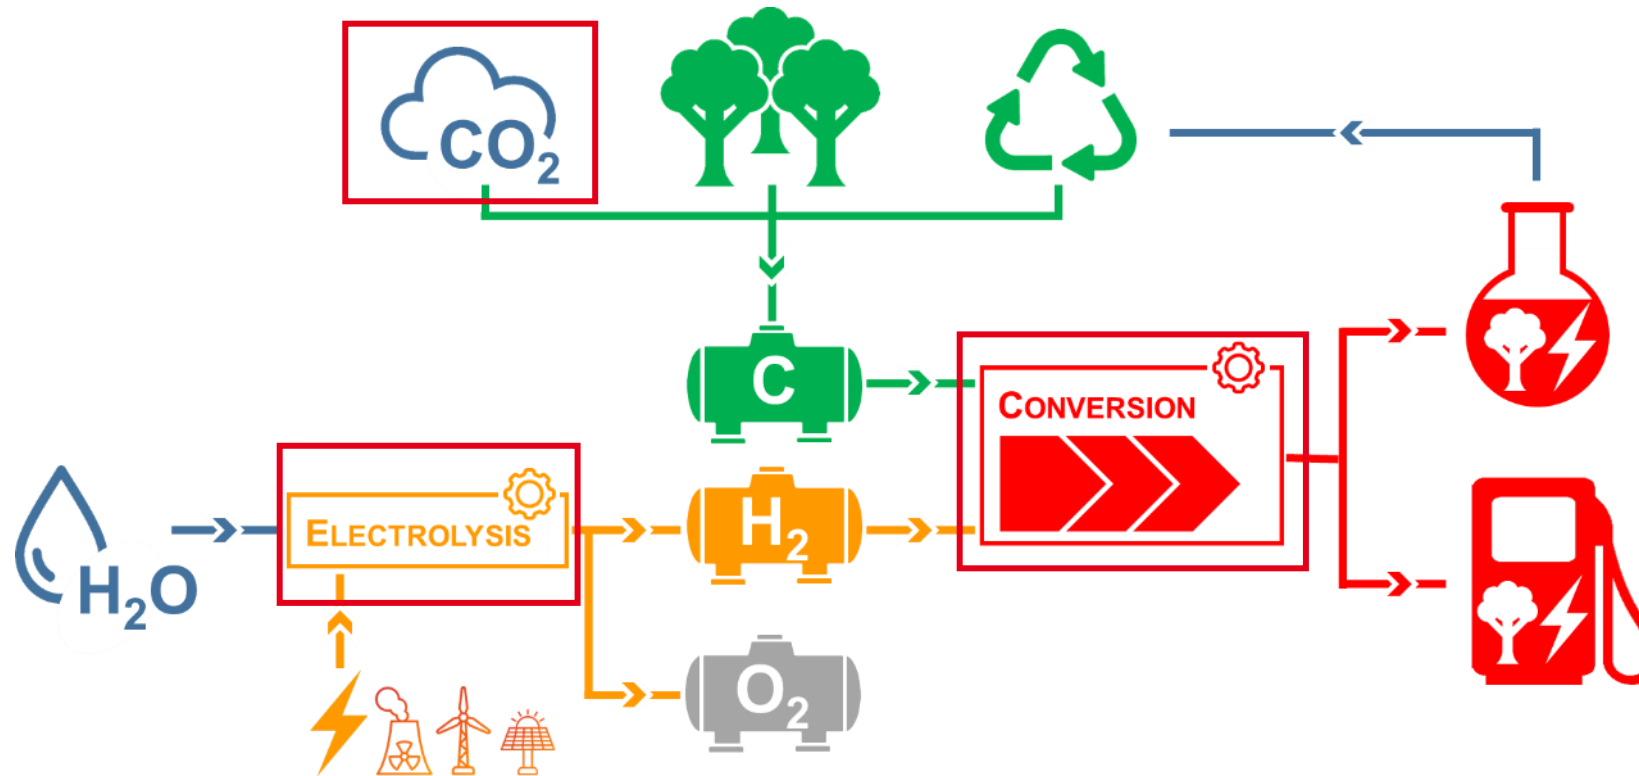 CO₂
C
CONVERSION
ELECTROLYSIS
H₂
H₂O
O₂